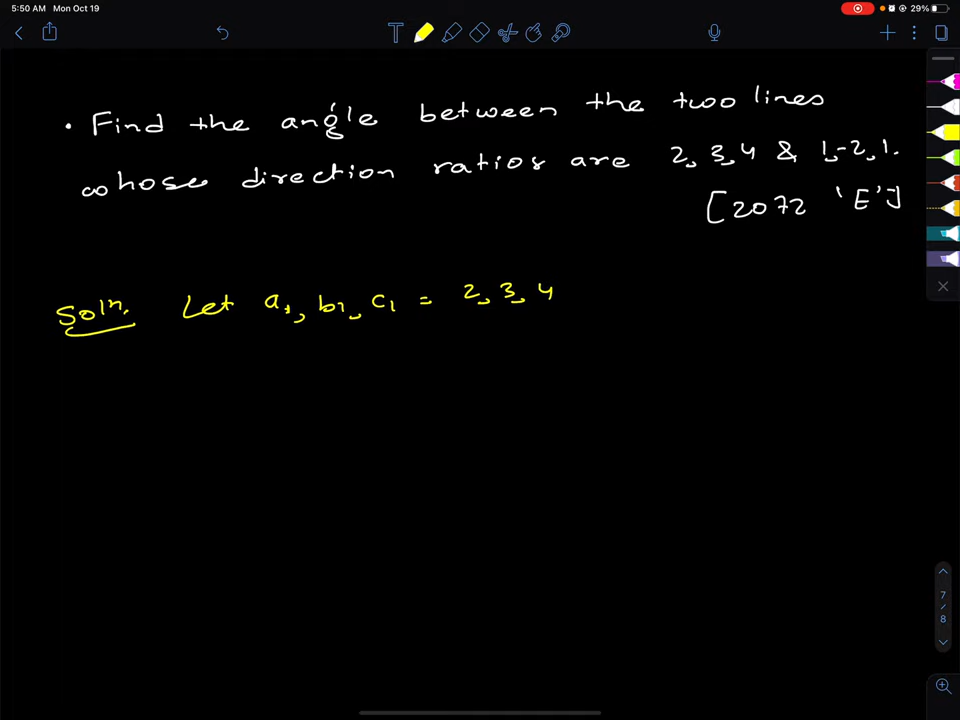 5:50 AM Mon Oct 19
29%
T
• Find the angle between the two lines
whose direction ratios are 2, 3, 4 & 1, -2, 1.
[2072 'E']
Soln. Let a1, b1, c1 = 2, 3, 4
7
/
8